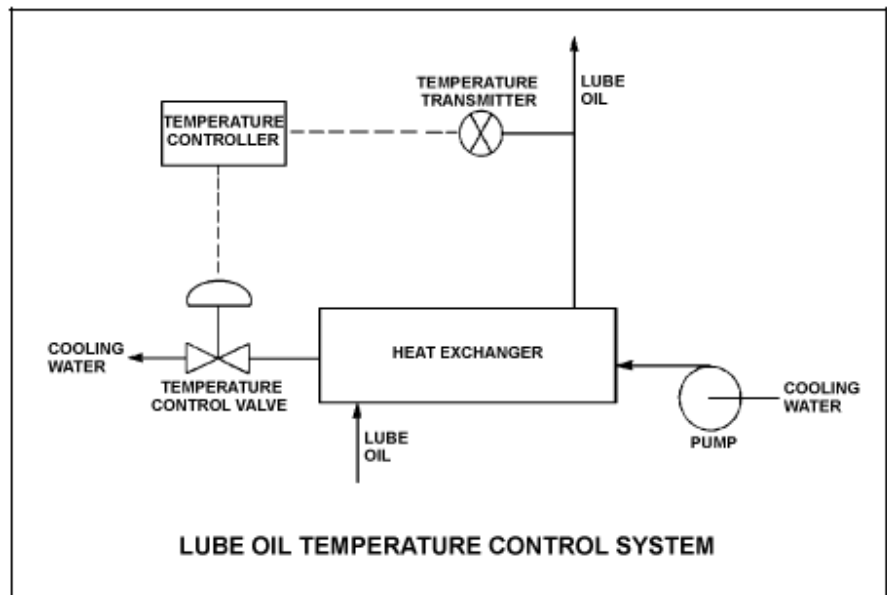 TEMPERATURE
TRANSMITTER
LUBE
OIL
TEMPERATURE
CONTROLLER
COOLING
WATER
TEMPERATURE
CONTROL VALVE
HEAT EXCHANGER
COOLING
WATER
PUMP
LUBE
OIL
LUBE OIL TEMPERATURE CONTROL SYSTEM